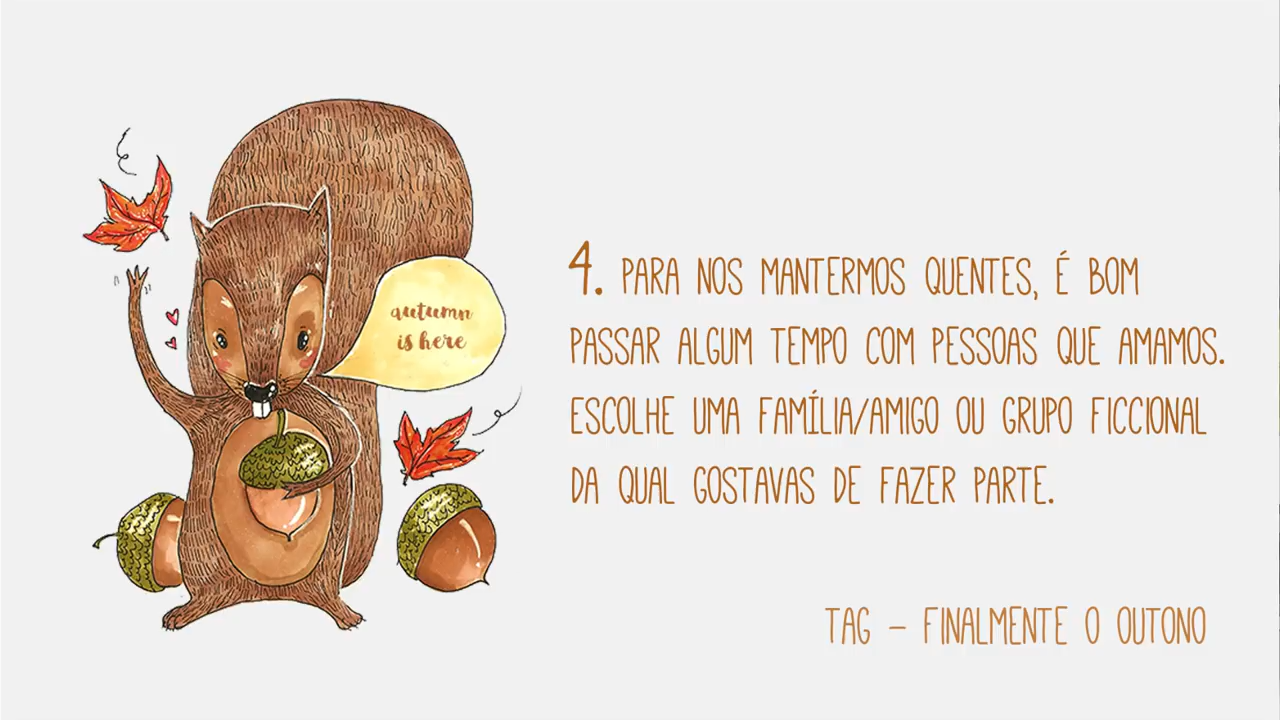 autumn
is here
4. PARA NOS MANTERMOS QUENTES, É BOM
PASSAR ALGUM TEMPO COM PESSOAS QUE AMAMOS.
ESCOLHE UMA FAMÍLIA/AMIGO OU GRUPO FICCIONAL
DA QUAL GOSTAVAS DE FAZER PARTE.
TAG – FINALMENTE O OUTONO